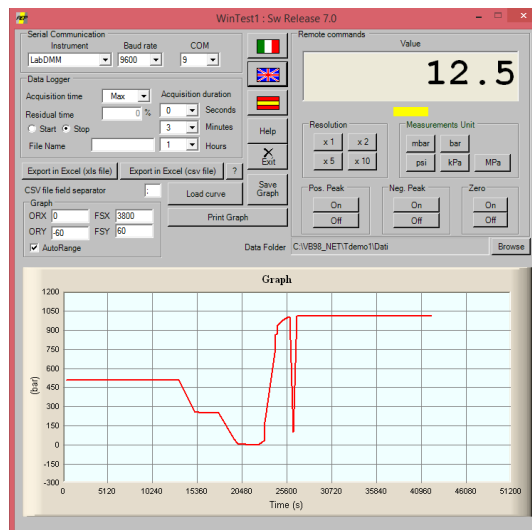 WinTest1 : Sw Release 7.0
Serial Communication
Instrument Baud rate COM
LabDMM 9600 9
Data Logger
Acquisition time Max Acquisition duration
Residual time 0 % 0 Seconds
Start Stop 3 Minutes
File Name 1 Hours
Export in Excel (xls file) Export in Excel (csv file) ?
CSV file field separator ; Load curve
Graph
ORX 0 FSX 3800
ORY -60 FSY 60
AutoRange
Print Graph
Help
Exit
Save Graph
Remote commands
Value
12.5
Resolution
x 1 x 2
x 5 x 10
Measurements Unit
mbar bar
psi kPa MPa
Pos. Peak Neg. Peak Zero
On On On
Off Off Off
Data Folder C:\VB98_NET\Tdemo1\Dati Browse
Graph
1200
1050
900
750
600
450
300
150
0
-150
-300
(bar)
0 5120 10240 15360 20480 25600 30720 35840 40960 46080 51200
Time (s)